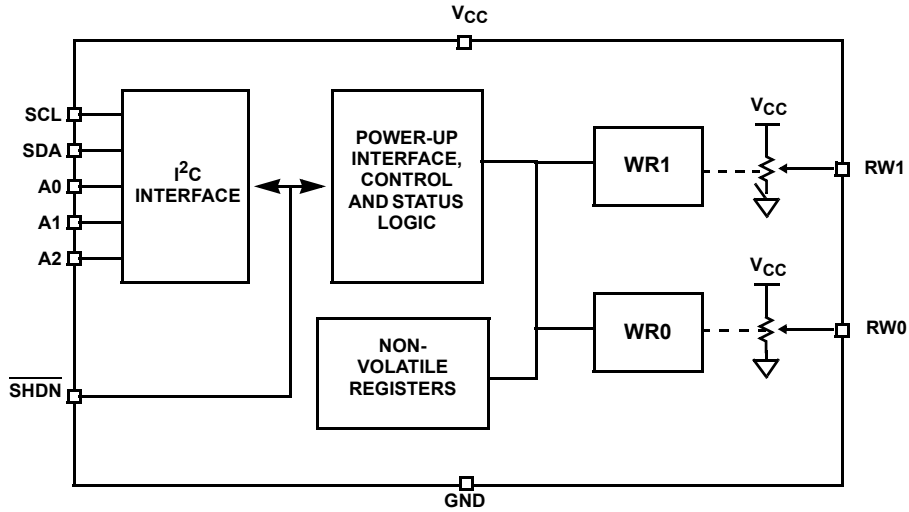 VCC
SCL
SDA
A0
A1
A2
SHDN
I2C
INTERFACE
POWER-UP
INTERFACE,
CONTROL
AND STATUS
LOGIC
NON-
VOLATILE
REGISTERS
WR1
VCC
RW1
WR0
VCC
RW0
GND